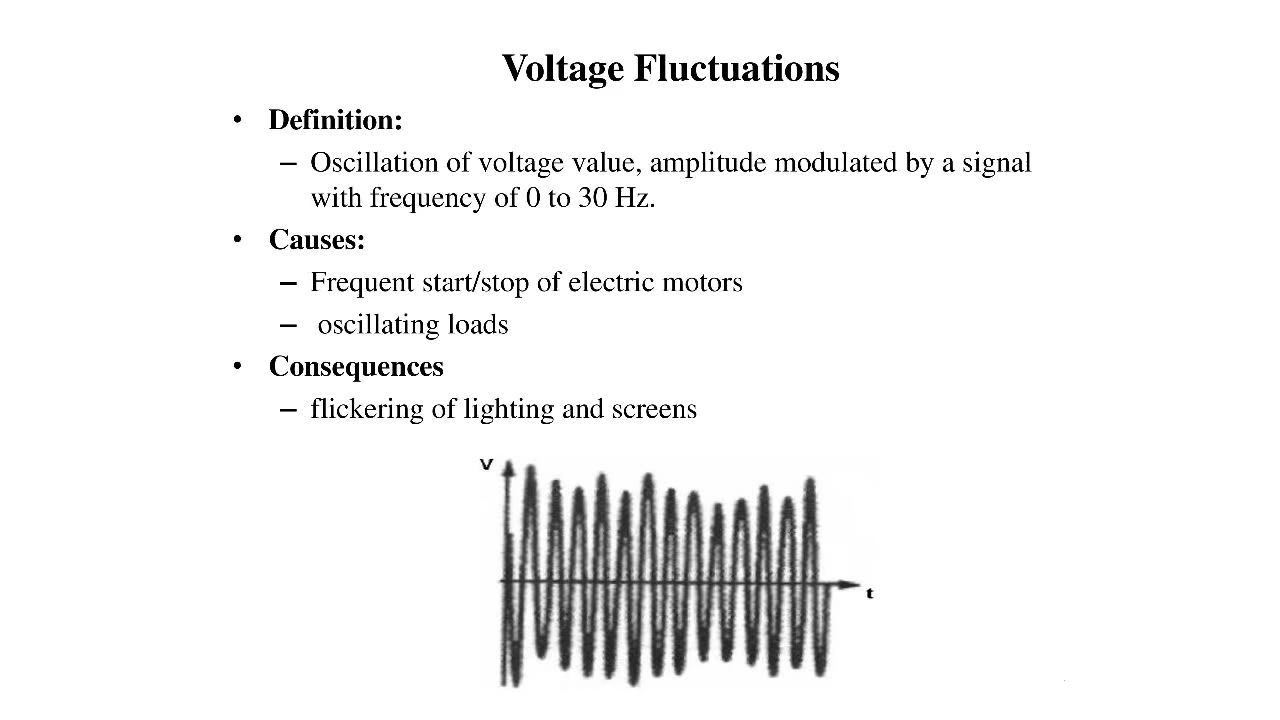 Voltage Fluctuations
• Definition:
– Oscillation of voltage value, amplitude modulated by a signal
with frequency of 0 to 30 Hz.
• Causes:
– Frequent start/stop of electric motors
– oscillating loads
• Consequences
– flickering of lighting and screens
V
t